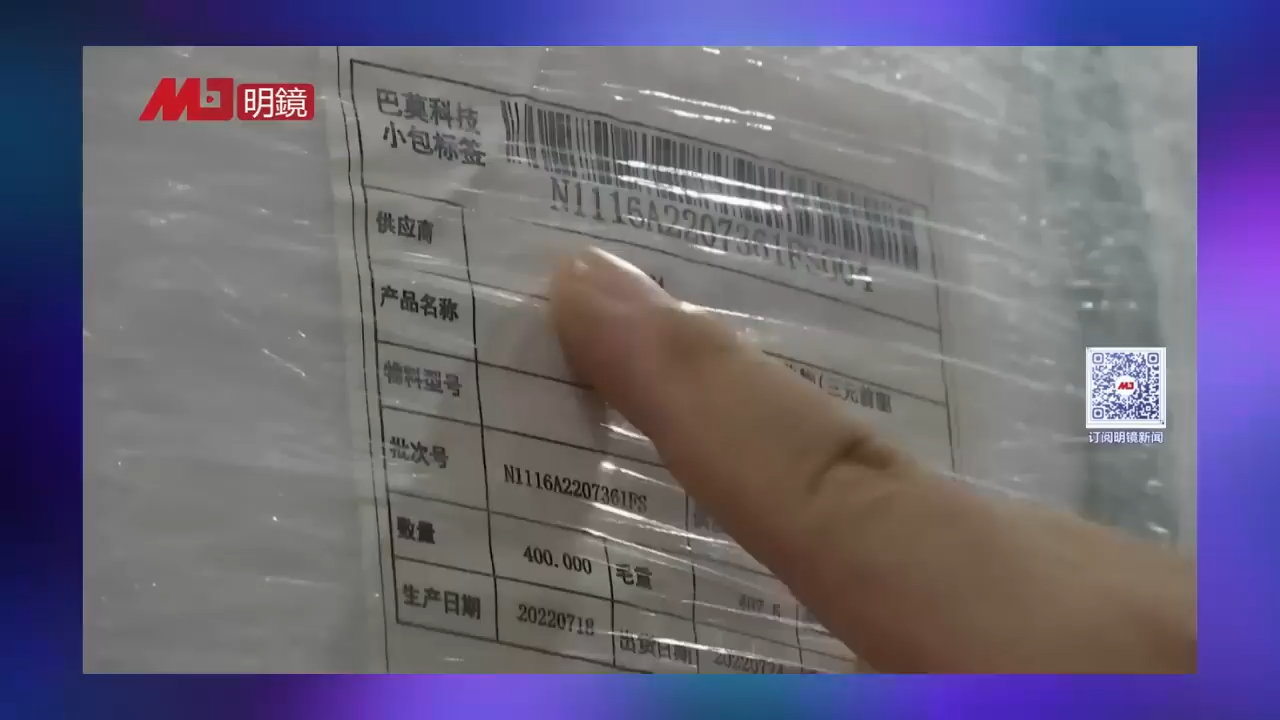 明鏡
巴莫科技
小包标签
N1116A2207361FS004
供应商
产品名称
物料型号
批次号
N1116A2207361FS
数量
400.000
毛重
生产日期
20220718
出货日期
订阅明镜新闻